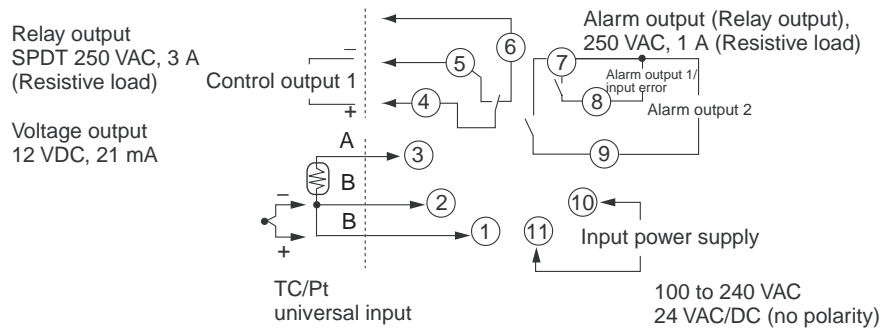 Relay output
SPDT 250 VAC, 3 A
(Resistive load)
Voltage output
12 VDC, 21 mA
Control output 1
−
+
6
5
4
Alarm output (Relay output),
250 VAC, 1 A (Resistive load)
7
Alarm output 1/
input error
8
Alarm output 2
9
A
3
B
−
2
B
+
1
TC/Pt
universal input
10
11
Input power supply
100 to 240 VAC
24 VAC/DC (no polarity)